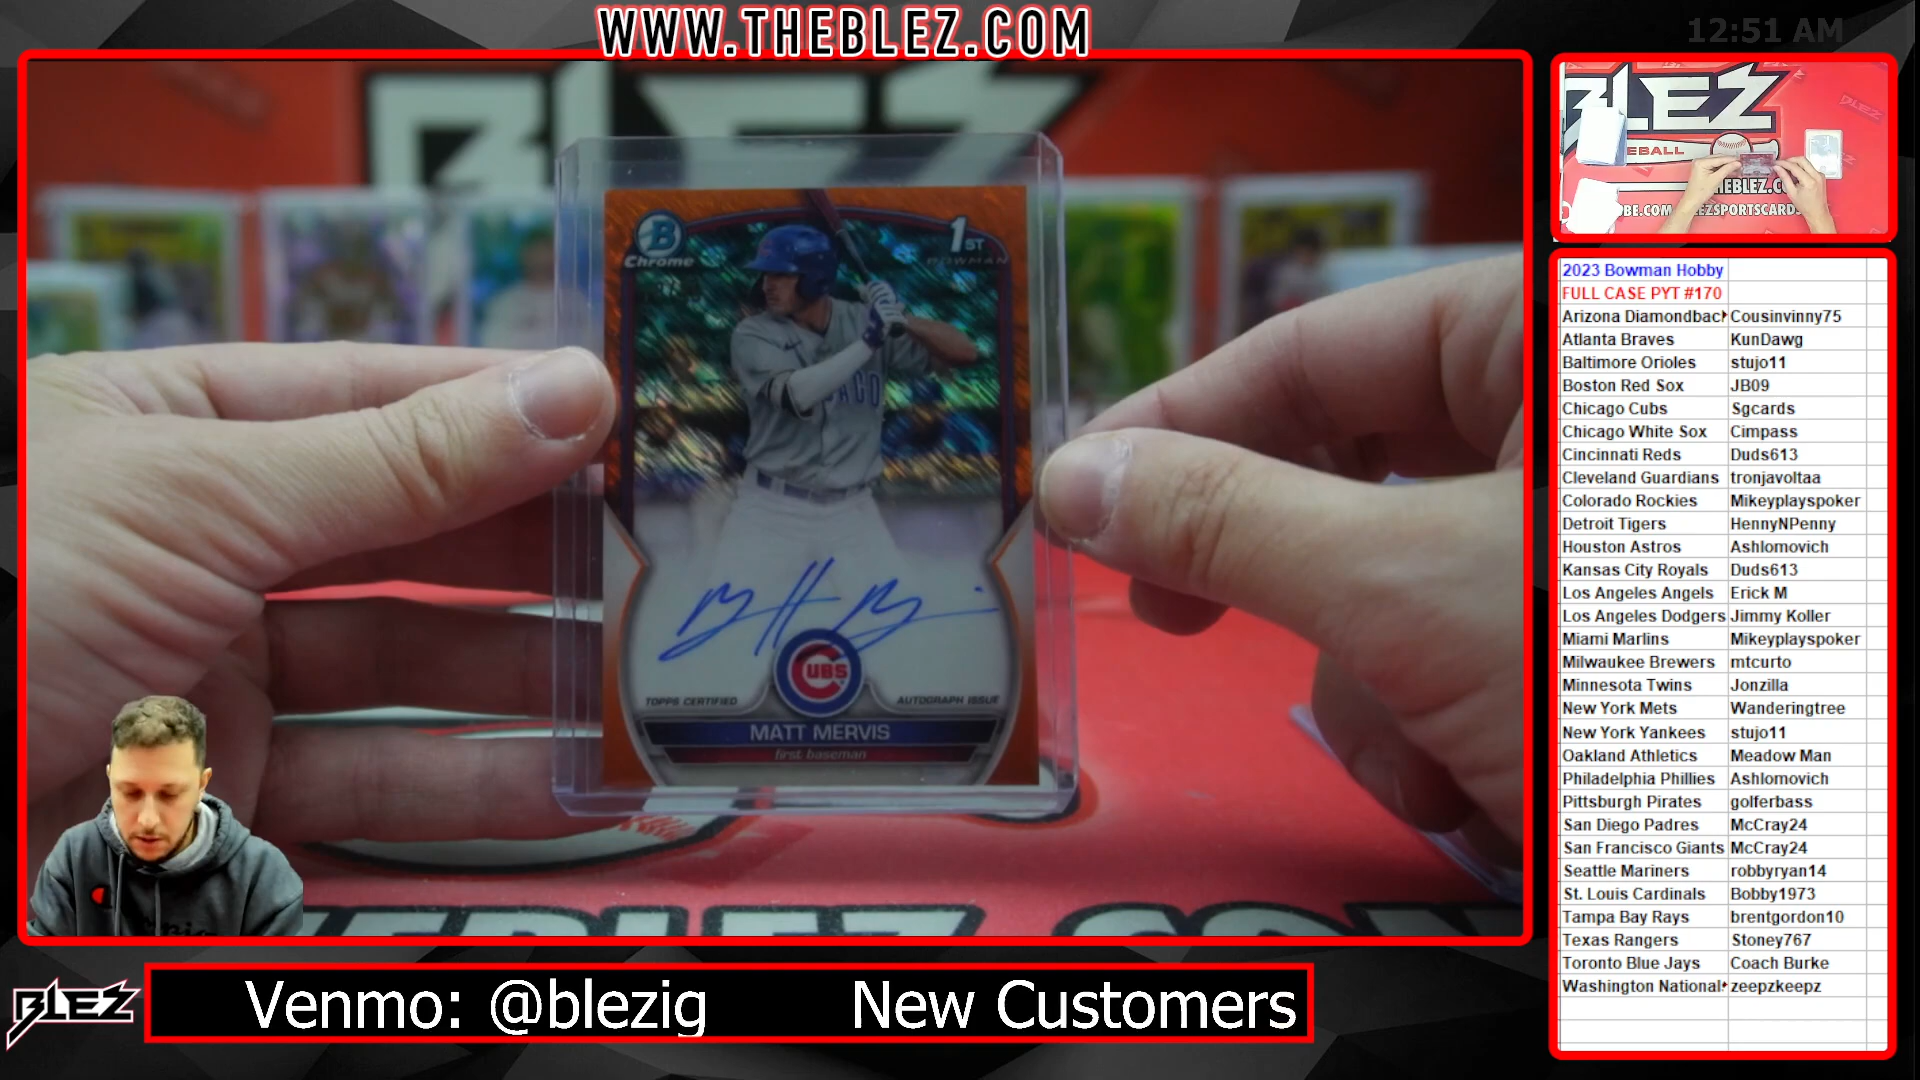 WWW.THEBLEZ.COM
12:51 AM
BLEZ
B
Chrome
1ST
BOWMAN
CUBS
TOPPS CERTIFIED
AUTOGRAPH ISSUE
MATT MERVIS
first baseman
BLEZ
BLEZ
EBALL
2023 Bowman Hobby
FULL CASE PYT #170
Arizona Diamondbac Cousinvinny75
Atlanta Braves KunDawg
Baltimore Orioles stujo11
Boston Red Sox JB09
Chicago Cubs Sgcards
Chicago White Sox Cimpass
Cincinnati Reds Duds613
Cleveland Guardians tronjavoltaa
Colorado Rockies Mikeyplayspoker
Detroit Tigers HennyNPenny
Houston Astros Ashlomovich
Kansas City Royals Duds613
Los Angeles Angels Erick M
Los Angeles Dodgers Jimmy Koller
Miami Marlins Mikeyplayspoker
Milwaukee Brewers mtcurto
Minnesota Twins Jonzilla
New York Mets Wanderingtree
New York Yankees stujo11
Oakland Athletics Meadow Man
Philadelphia Phillies Ashlomovich
Pittsburgh Pirates golferbass
San Diego Padres McCray24
San Francisco Giants McCray24
Seattle Mariners robbyryan14
St. Louis Cardinals Bobby1973
Tampa Bay Rays brentgordon10
Texas Rangers Stoney767
Toronto Blue Jays Coach Burke
Washington National zeepzkeepz
BLEZ
Venmo: @blezig New Customers